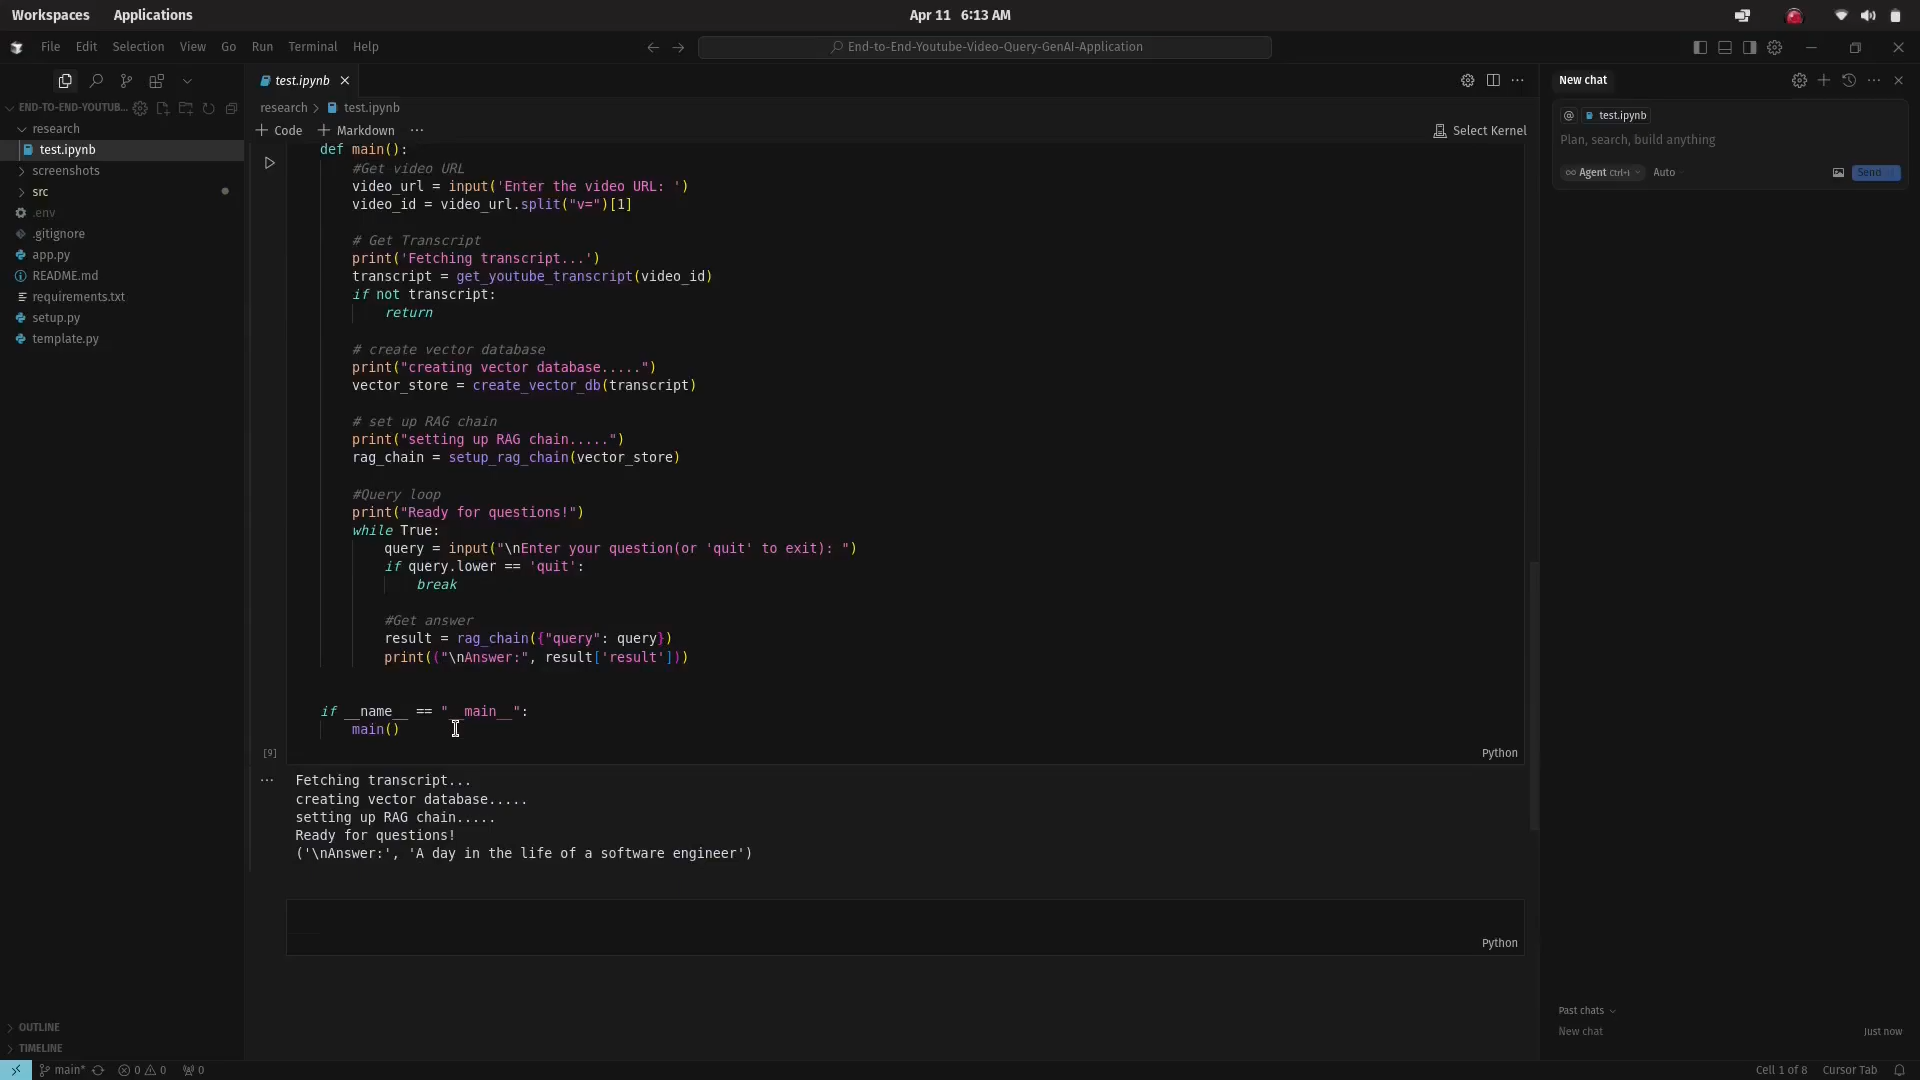 Workspaces Applications Apr 11 6:13 AM
File Edit Selection View Go Run Terminal Help End-to-End-Youtube-Video-Query-GenAI-Application
END-TO-END-YOUTUB...
research
test.ipynb
screenshots
src
.env
.gitignore
app.py
README.md
requirements.txt
setup.py
template.py
OUTLINE
TIMELINE
test.ipynb
research > test.ipynb
+ Code + Markdown ... Select Kernel
def main():
    #Get video URL
    video_url = input('Enter the video URL: ')
    video_id = video_url.split("v=")[1]
    # Get Transcript
    print('Fetching transcript...')
    transcript = get_youtube_transcript(video_id)
    if not transcript:
        return
    # create vector database
    print("creating vector database.....")
    vector_store = create_vector_db(transcript)
    # set up RAG chain
    print("setting up RAG chain.....")
    rag_chain = setup_rag_chain(vector_store)
    #Query loop
    print("Ready for questions!")
    while True:
        query = input("\nEnter your question(or 'quit' to exit): ")
        if query.lower == 'quit':
            break
        #Get answer
        result = rag_chain({"query": query})
        print(("\nAnswer:", result['result']))
if __name__ == "__main__":
    main()
[9] Python
Fetching transcript...
creating vector database.....
setting up RAG chain.....
Ready for questions!
('\nAnswer:', 'A day in the life of a software engineer')
Python
New chat
@ test.ipynb
Plan, search, build anything
Agent Ctrl+I Auto Send
Past chats
New chat Just now
main* 0 0 0 Cell 1 of 8 Cursor Tab